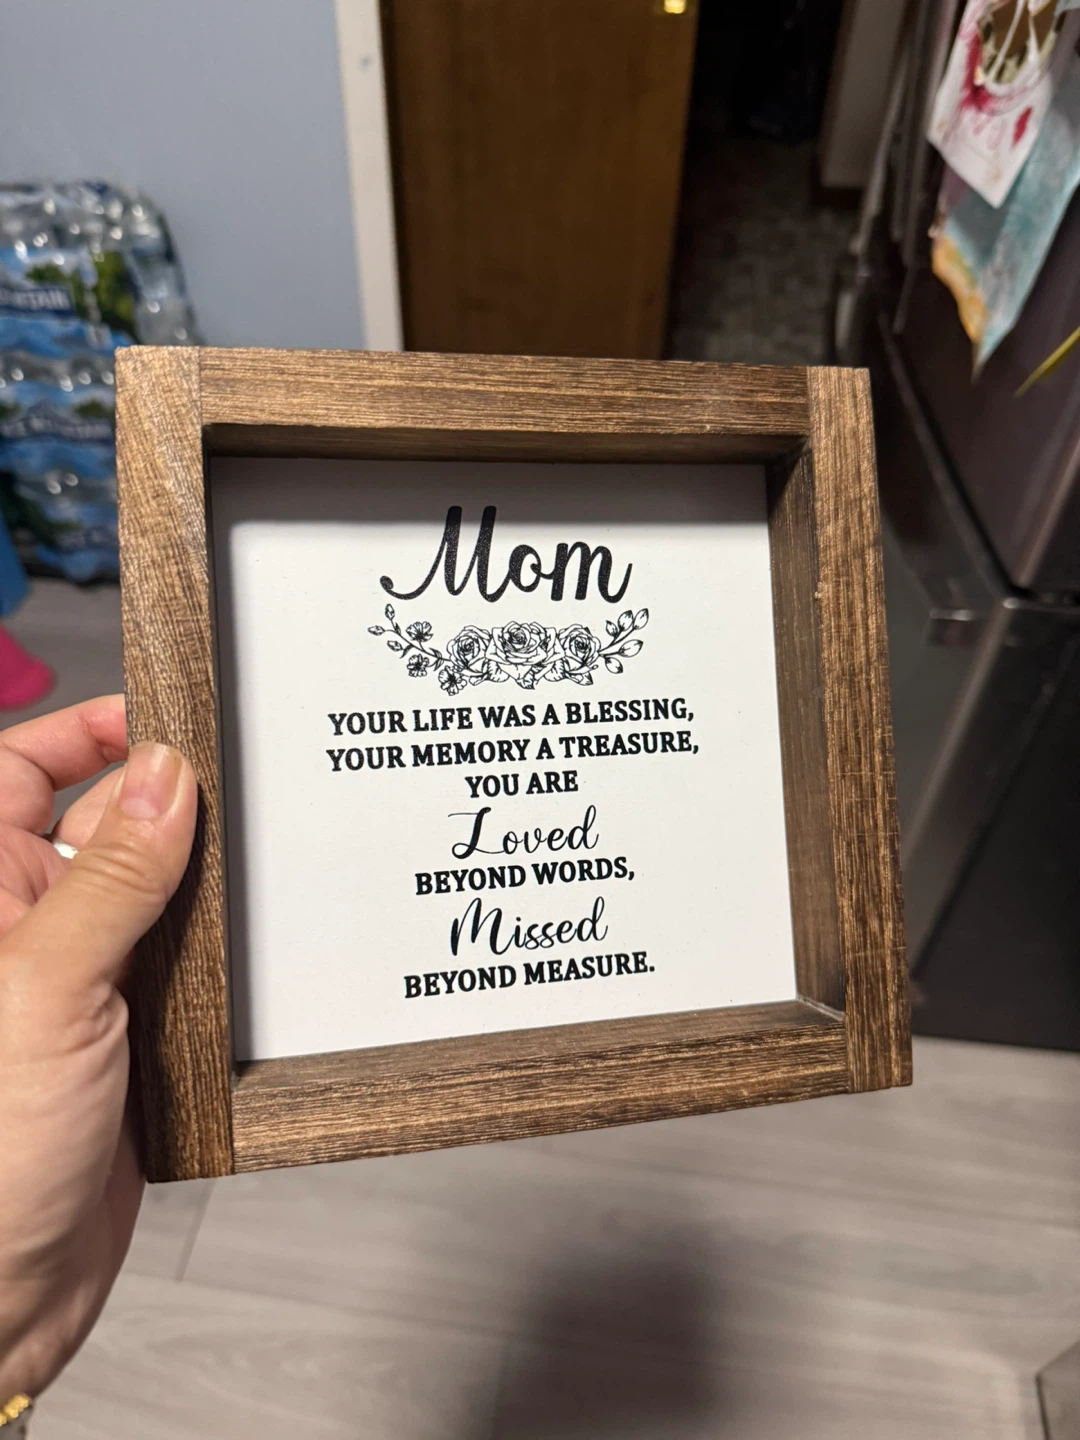 Mom
YOUR LIFE WAS A BLESSING,
YOUR MEMORY A TREASURE,
YOU ARE
Loved
BEYOND WORDS,
Missed
BEYOND MEASURE.